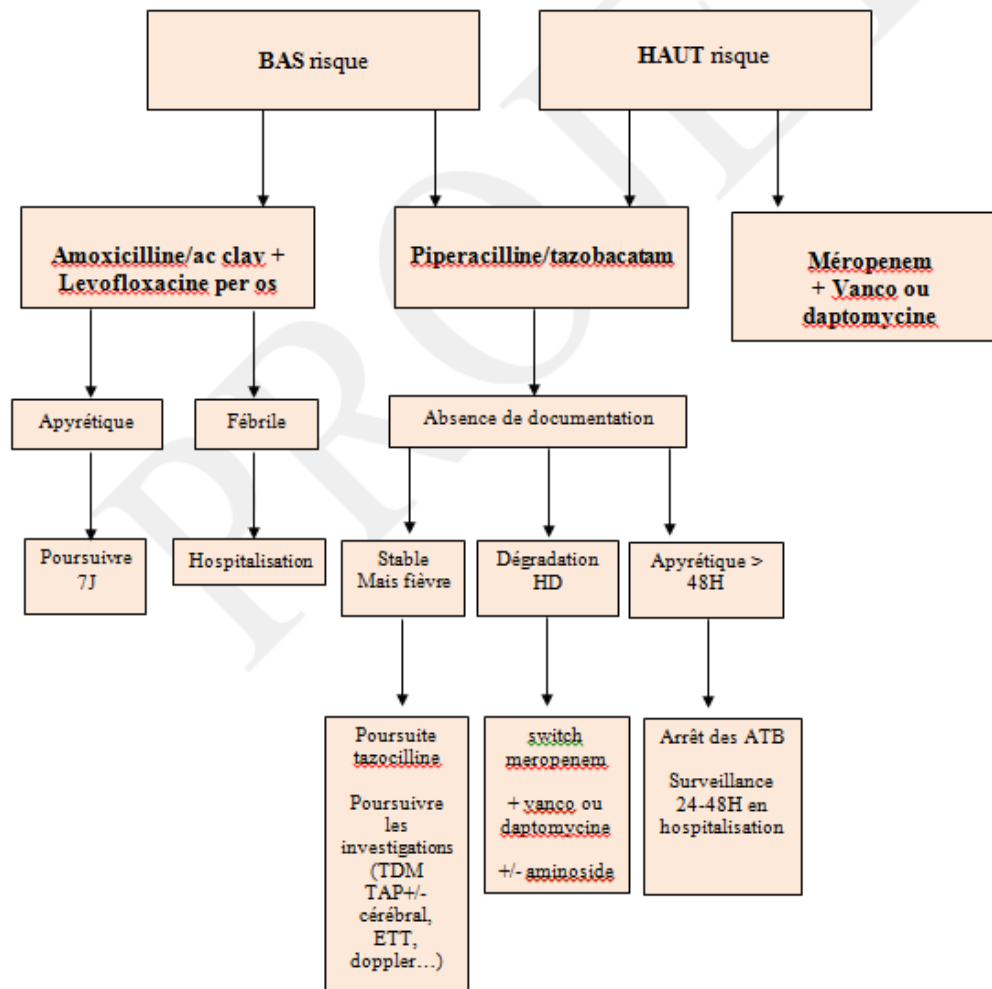 BAS risque
HAUT risque
Amoxicilline/ac clav +
Levofloxacine per os
Piperacilline/tazobacatam
Méropenem
+ Vanco ou
daptomycine
Apyrétique
Fébrile
Absence de documentation
Poursuivre
7J
Hospitalisation
Stable
Mais fièvre
Dégradation
HD
Apyrétique >
48H
Poursuite
tazocilline
Poursuivre
les
investigations
(TDM
TAP+/-
cérébral,
ETT,
doppler…)
switch
meropenem
+ vanco ou
daptomycine
+/- aminoside
Arrêt des ATB
Surveillance
24-48H en
hospitalisation